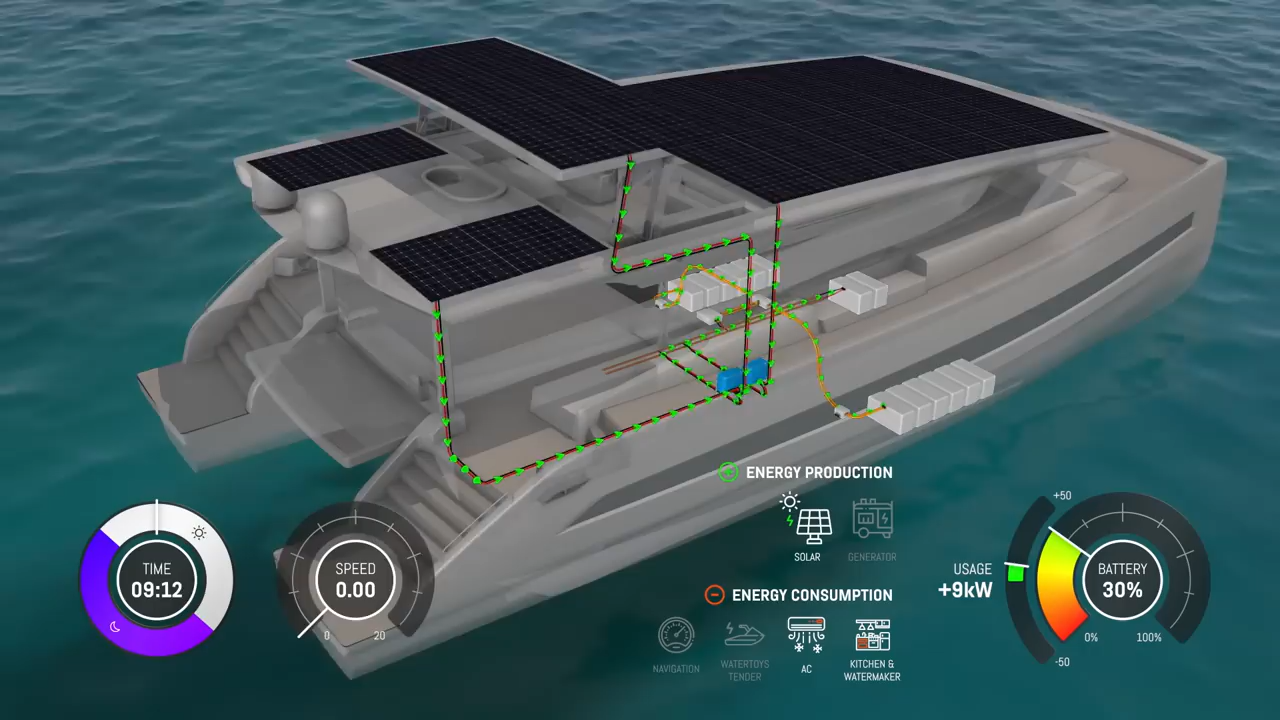 ENERGY PRODUCTION
SOLAR
GENERATOR
ENERGY CONSUMPTION
NAVIGATION
WATERTOYS
TENDER
AC
KITCHEN &
WATERMAKER
TIME
09:12
SPEED
0.00
0
20
+50
USAGE
+9kW
-50
BATTERY
30%
0%
100%